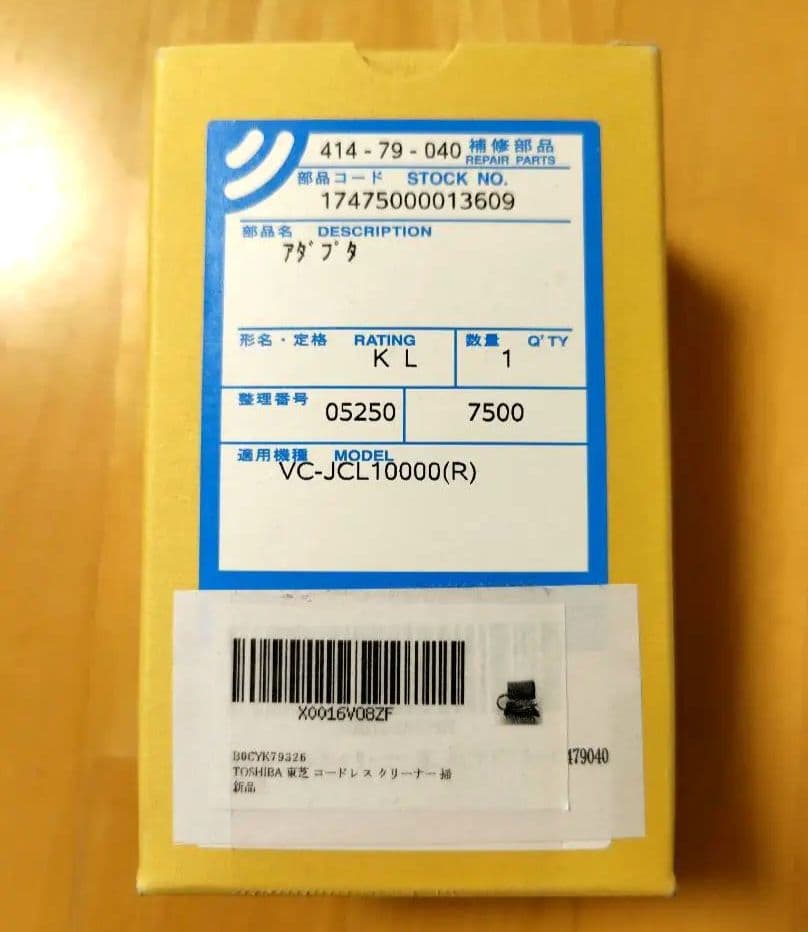 414-79-040 補修部品
REPAIR PARTS
部品コード STOCK NO.
17475000013609
部品名 DESCRIPTION
ｱﾀﾞﾌﾟﾀ
形名・定格 RATING 数量 Q'TY
K L 1
整理番号 05250 7500
適用機種 MODEL
VC-JCL10000(R)
X0016V08ZF
B0CYK79326
479040
TOSHIBA 東芝 コードレス クリーナー 掃
新品